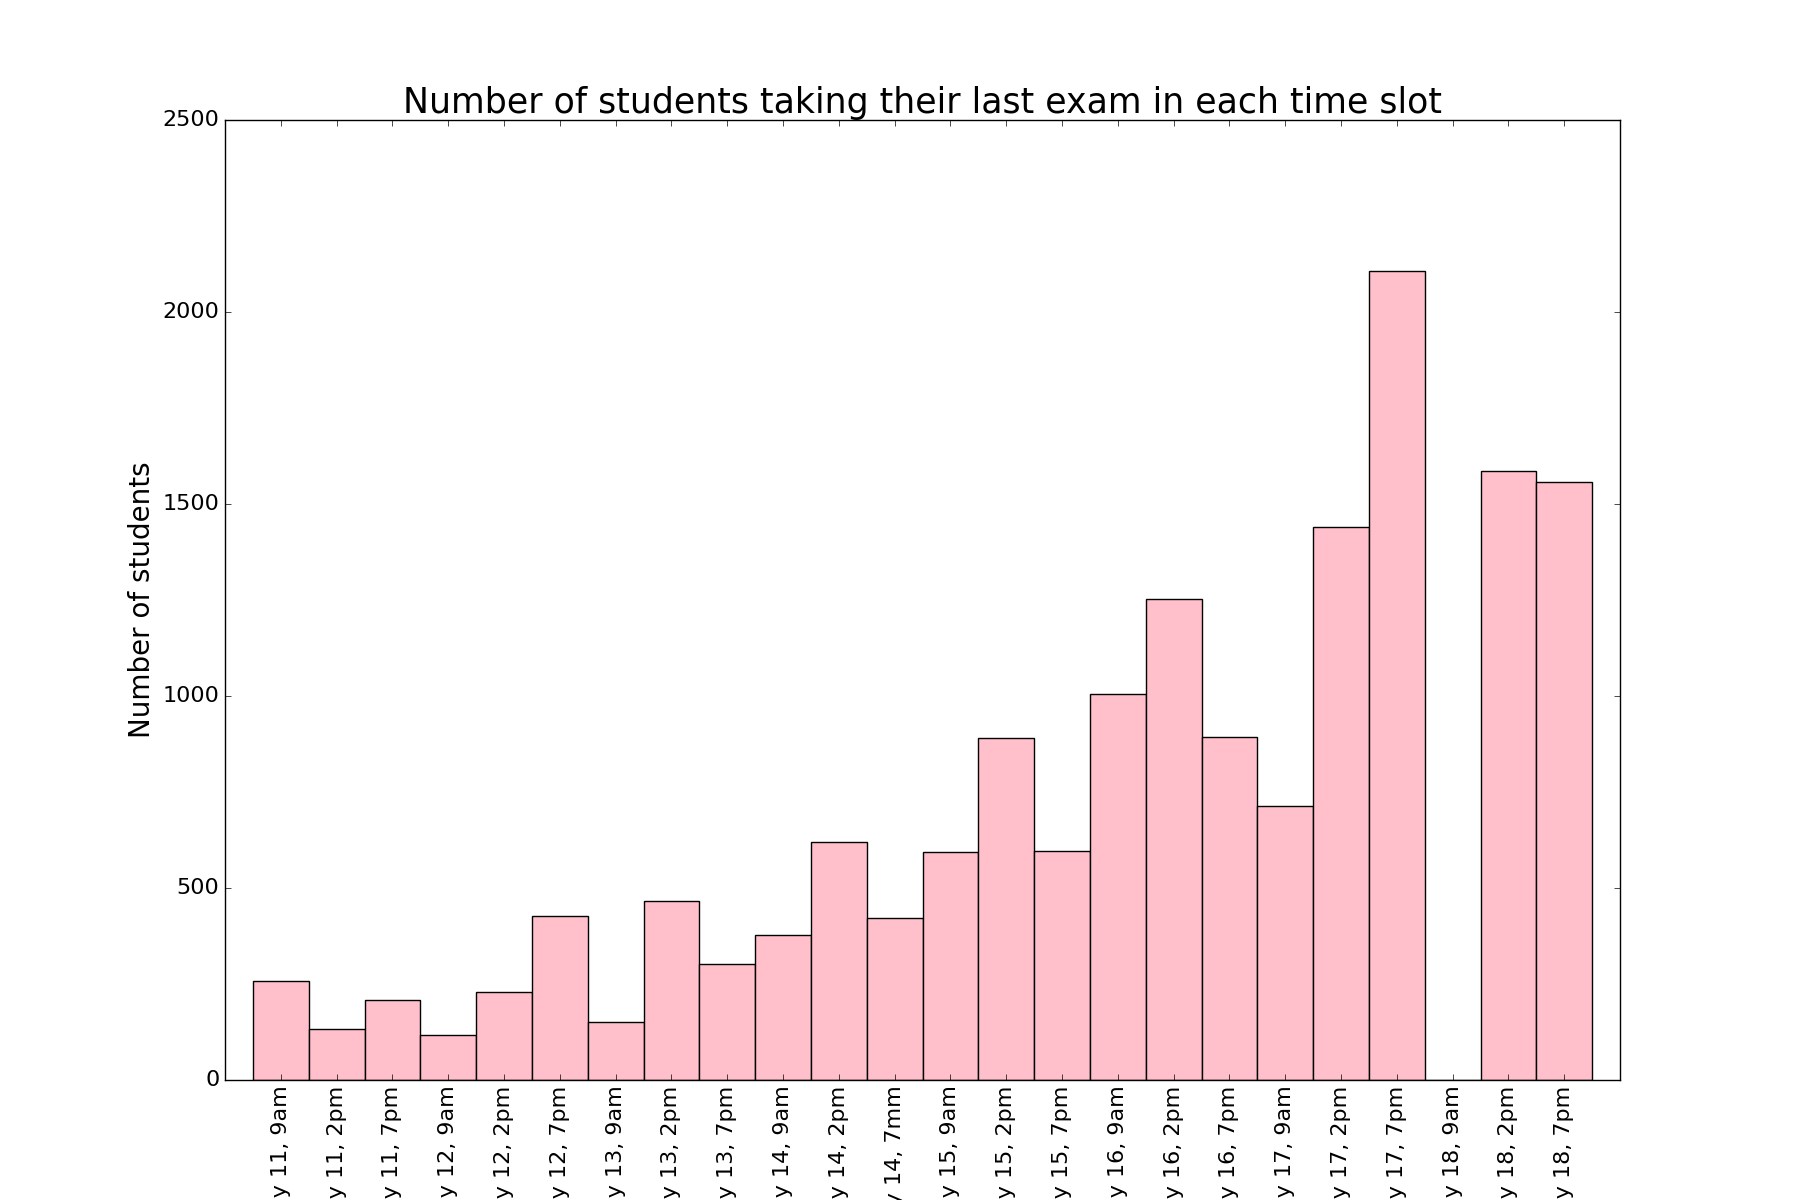 Number of students taking their last exam in each time slot
Number of students
2500
2000
1500
1000
500
0
y 11, 9am
y 11, 2pm
y 11, 7pm
y 12, 9am
y 12, 2pm
y 12, 7pm
y 13, 9am
y 13, 2pm
y 13, 7pm
y 14, 9am
y 14, 2pm
y 14, 7mm
y 15, 9am
y 15, 2pm
y 15, 7pm
y 16, 9am
y 16, 2pm
y 16, 7pm
y 17, 9am
y 17, 2pm
y 17, 7pm
y 18, 9am
y 18, 2pm
y 18, 7pm